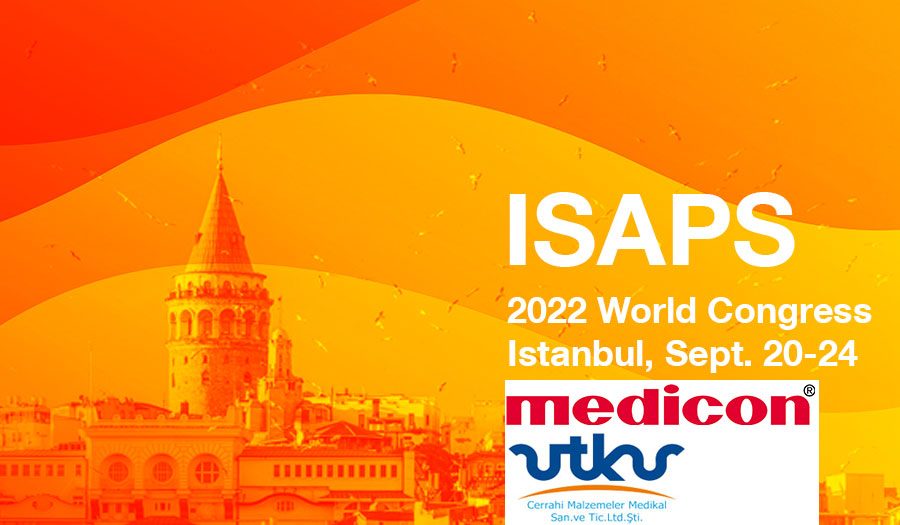 ISAPS
2022 World Congress
Istanbul, Sept. 20-24
medicon®
utku
Cerrahi Malzemeler Medikal
San.ve Tic.Ltd.Şti.